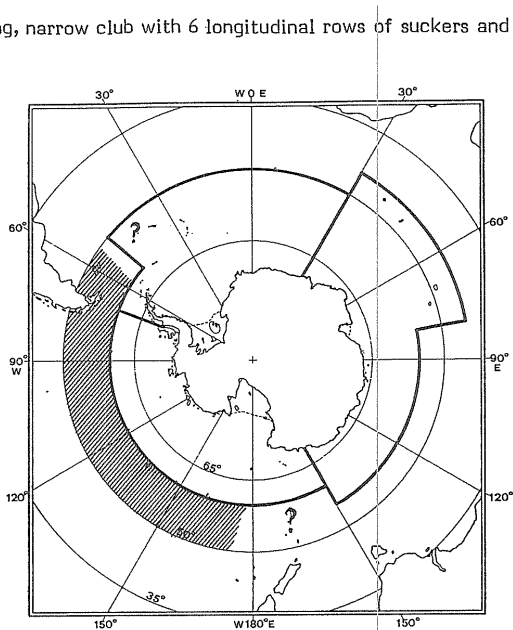 g, narrow club with 6 longitudinal rows of suckers and
30° W O E 30°
60° ? 60°
90° W 90° E
65°
120° ? 120°
50°
35°
150° W180°E 150°